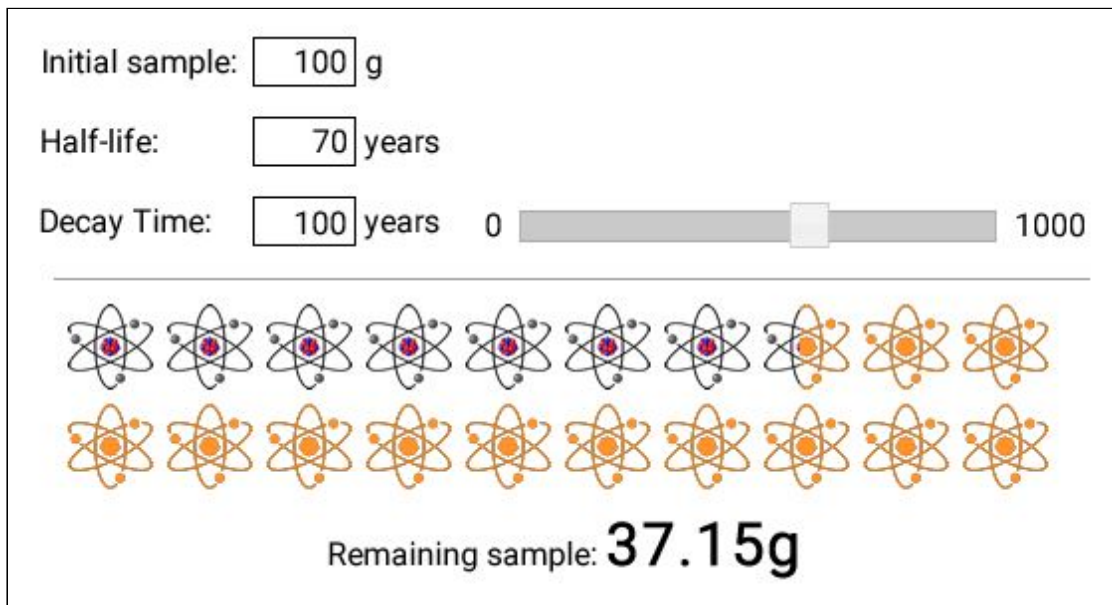 Initial sample: 100 g
Half-life: 70 years
Decay Time: 100 years 0 1000
Remaining sample: 37.15g